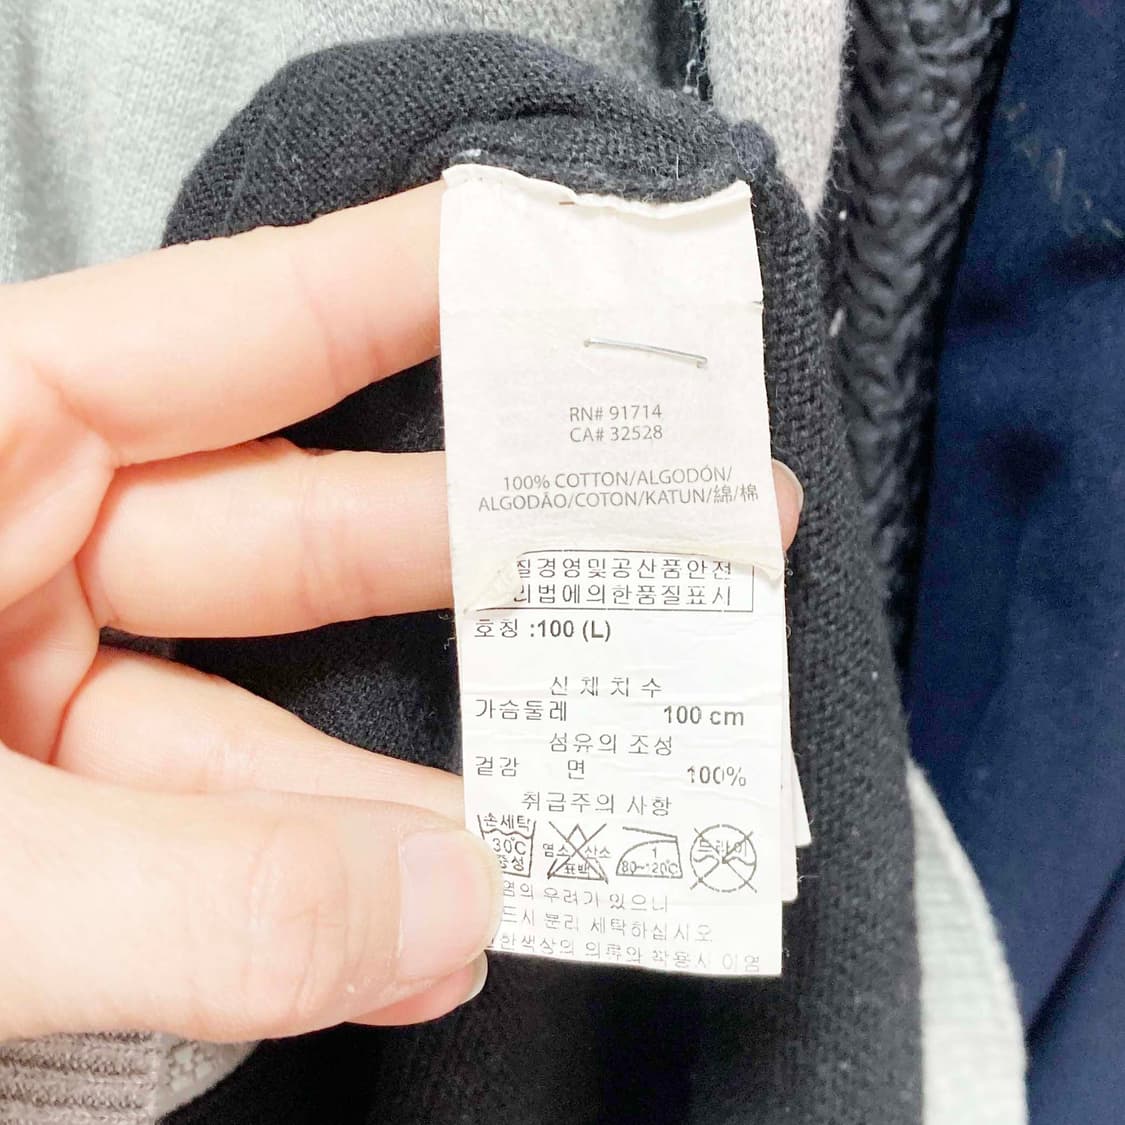 RN# 91714
CA# 32528
100% COTTON/ALGODÓN/
ALGODÃO/COTON/KATUN/綿/棉
질경영및공산품안전
리법에의한품질표시
호칭 :100 (L)
신 체 치 수
가슴둘레 100 cm
섬유의 조성
겉감 면 100%
취급주의 사항
손세탁
30℃
중성
염소 산소
표백
1
80~120℃
드라이
염의 우려가 있으니
드시 분리 세탁하십시오
한색상의 의류와 착용시 이염